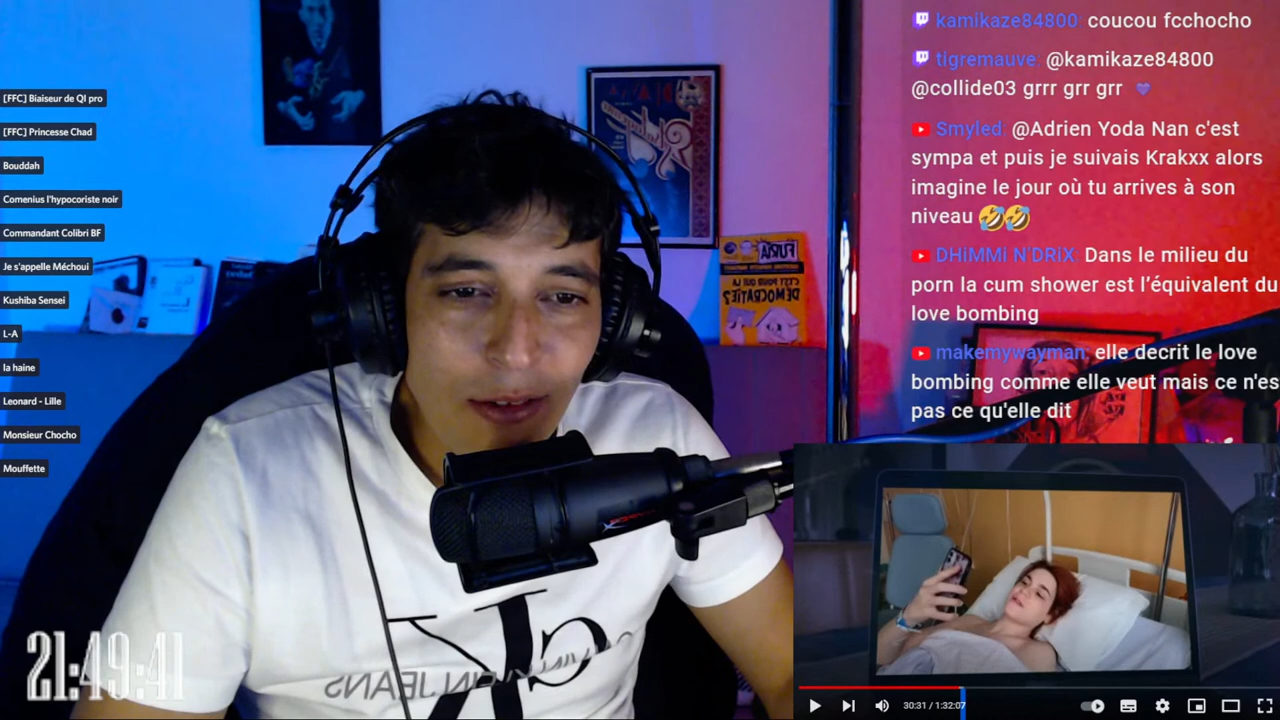 [FFC] Biaiseur de QI pro
[FFC] Princesse Chad
Bouddah
Comenius l'hypocoriste noir
Commandant Colibri BF
Je s'appelle Méchoui
Kushiba Sensei
L-A
la haine
Leonard - Lille
Monsieur Chocho
Mouffette
21:49:41
FURIA
DÉMOCRATIE?
CALVIN KLEIN JEANS
kamikaze84800: coucou fcchocho
tigremauve: @kamikaze84800
@collide03 grrr grr grr 💜
Smyled: @Adrien Yoda Nan c'est
sympa et puis je suivais Krakxx alors
imagine le jour où tu arrives à son
niveau 🤣🤣
DHiMMi N'DRiX: Dans le milieu du
porn la cum shower est l’équivalent du
love bombing
makemywayman: elle decrit le love
bombing comme elle veut mais ce n'es
pas ce qu'elle dit
30:31 / 1:32:07